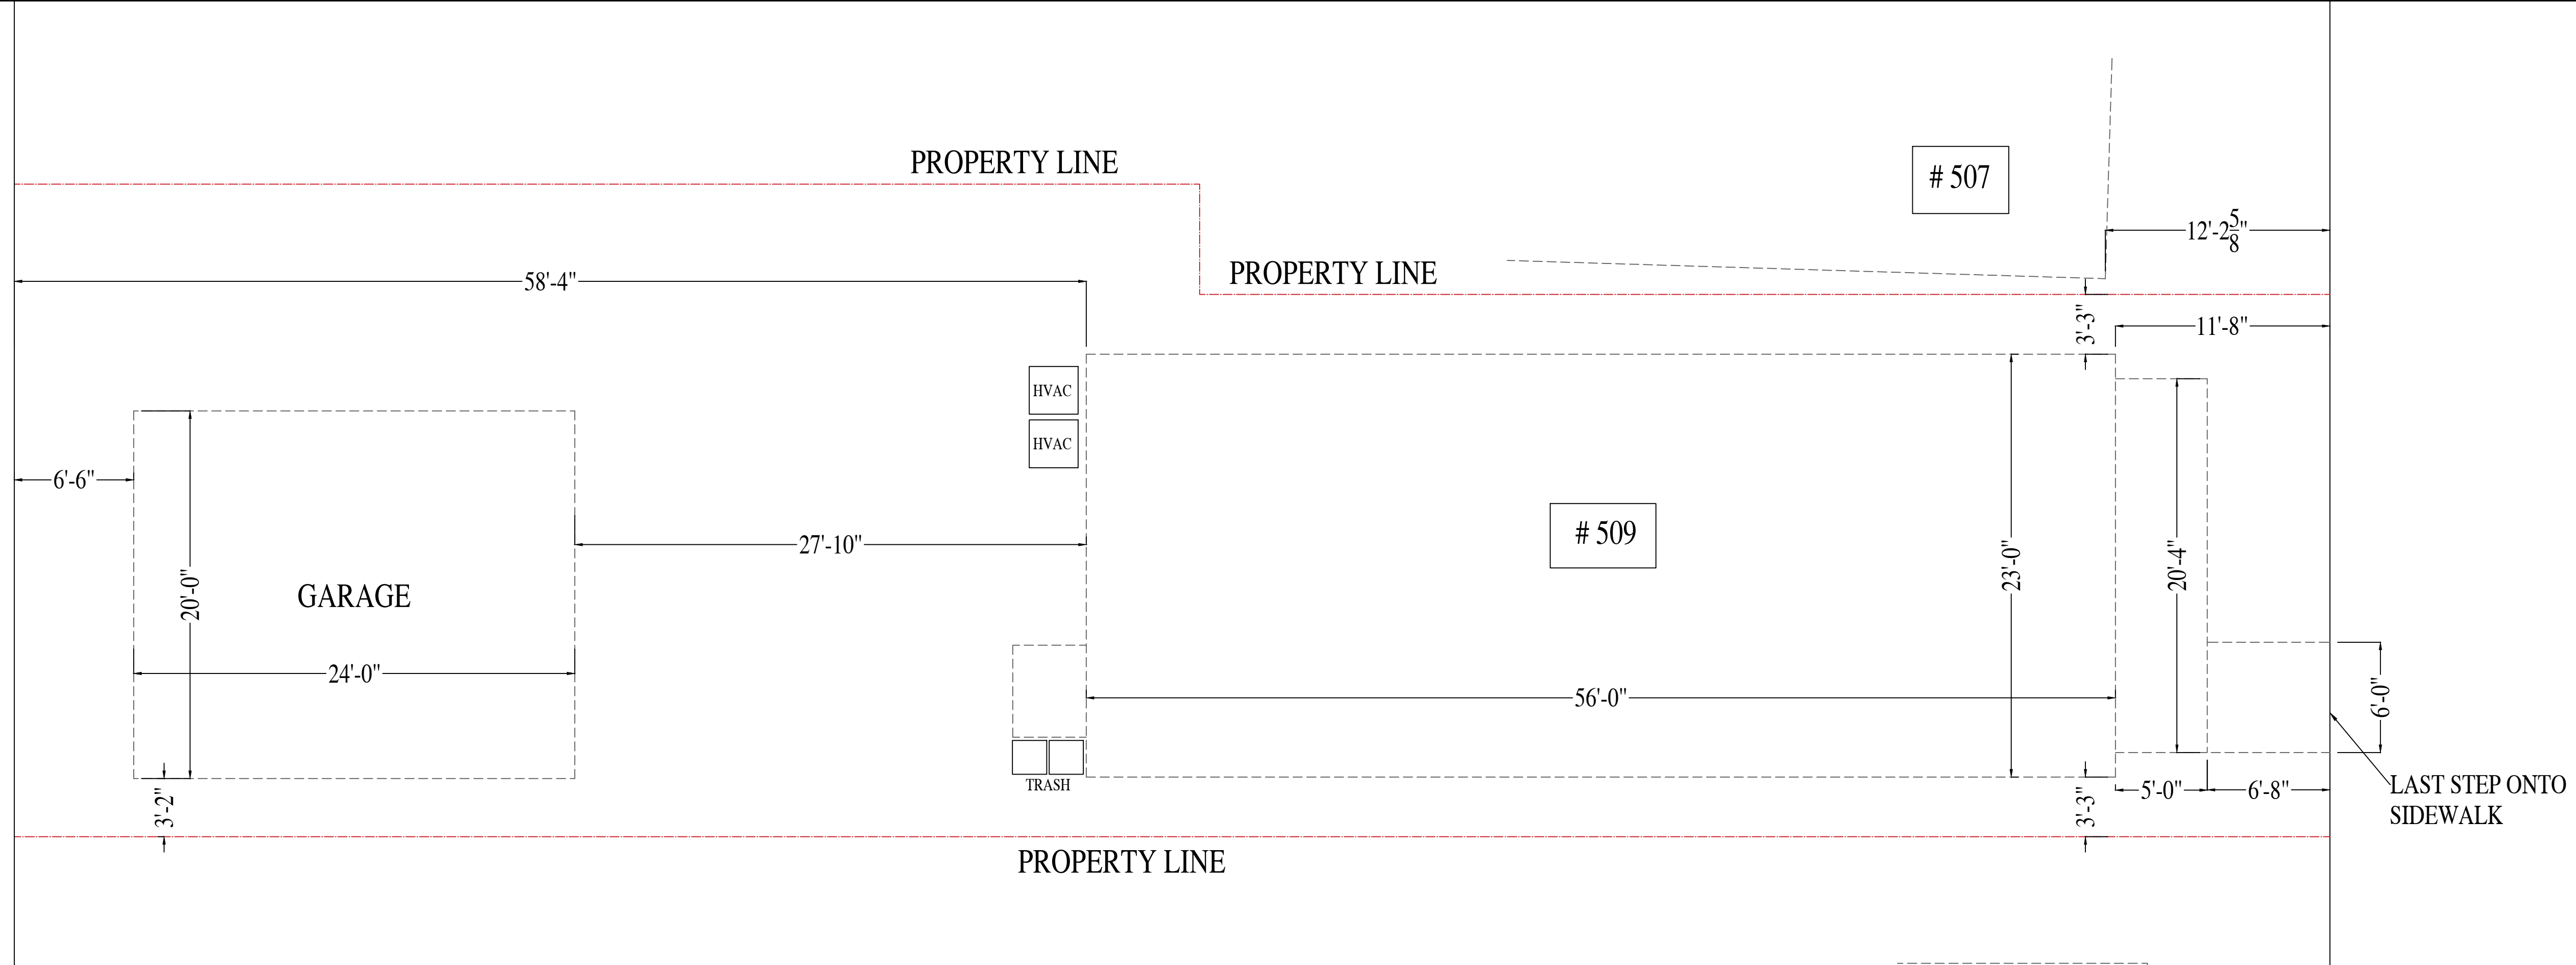 # 507
PROPERTY LINE
12'-2 5/8"
58'-4"
PROPERTY LINE
3'-3"
11'-8"
HVAC
HVAC
6'-6"
# 509
27'-10"
20'-0"
GARAGE
23'-0"
20'-4"
24'-0"
56'-0"
6'-0"
TRASH
3'-2"
3'-3"
5'-0"
6'-8"
LAST STEP ONTO
SIDEWALK
PROPERTY LINE